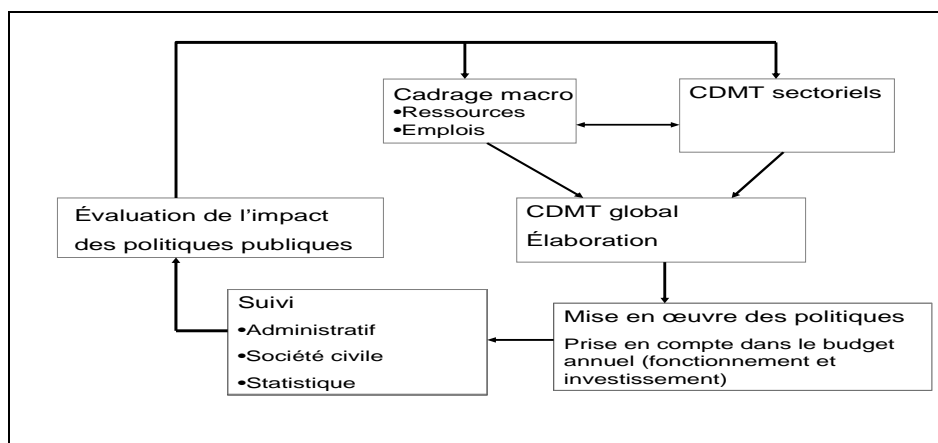 Cadrage macro
•Ressources
•Emplois
CDMT sectoriels
Évaluation de l'impact
des politiques publiques
CDMT global
Élaboration
Suivi
•Administratif
•Société civile
•Statistique
Mise en œuvre des politiques
Prise en compte dans le budget
annuel (fonctionnement et
investissement)